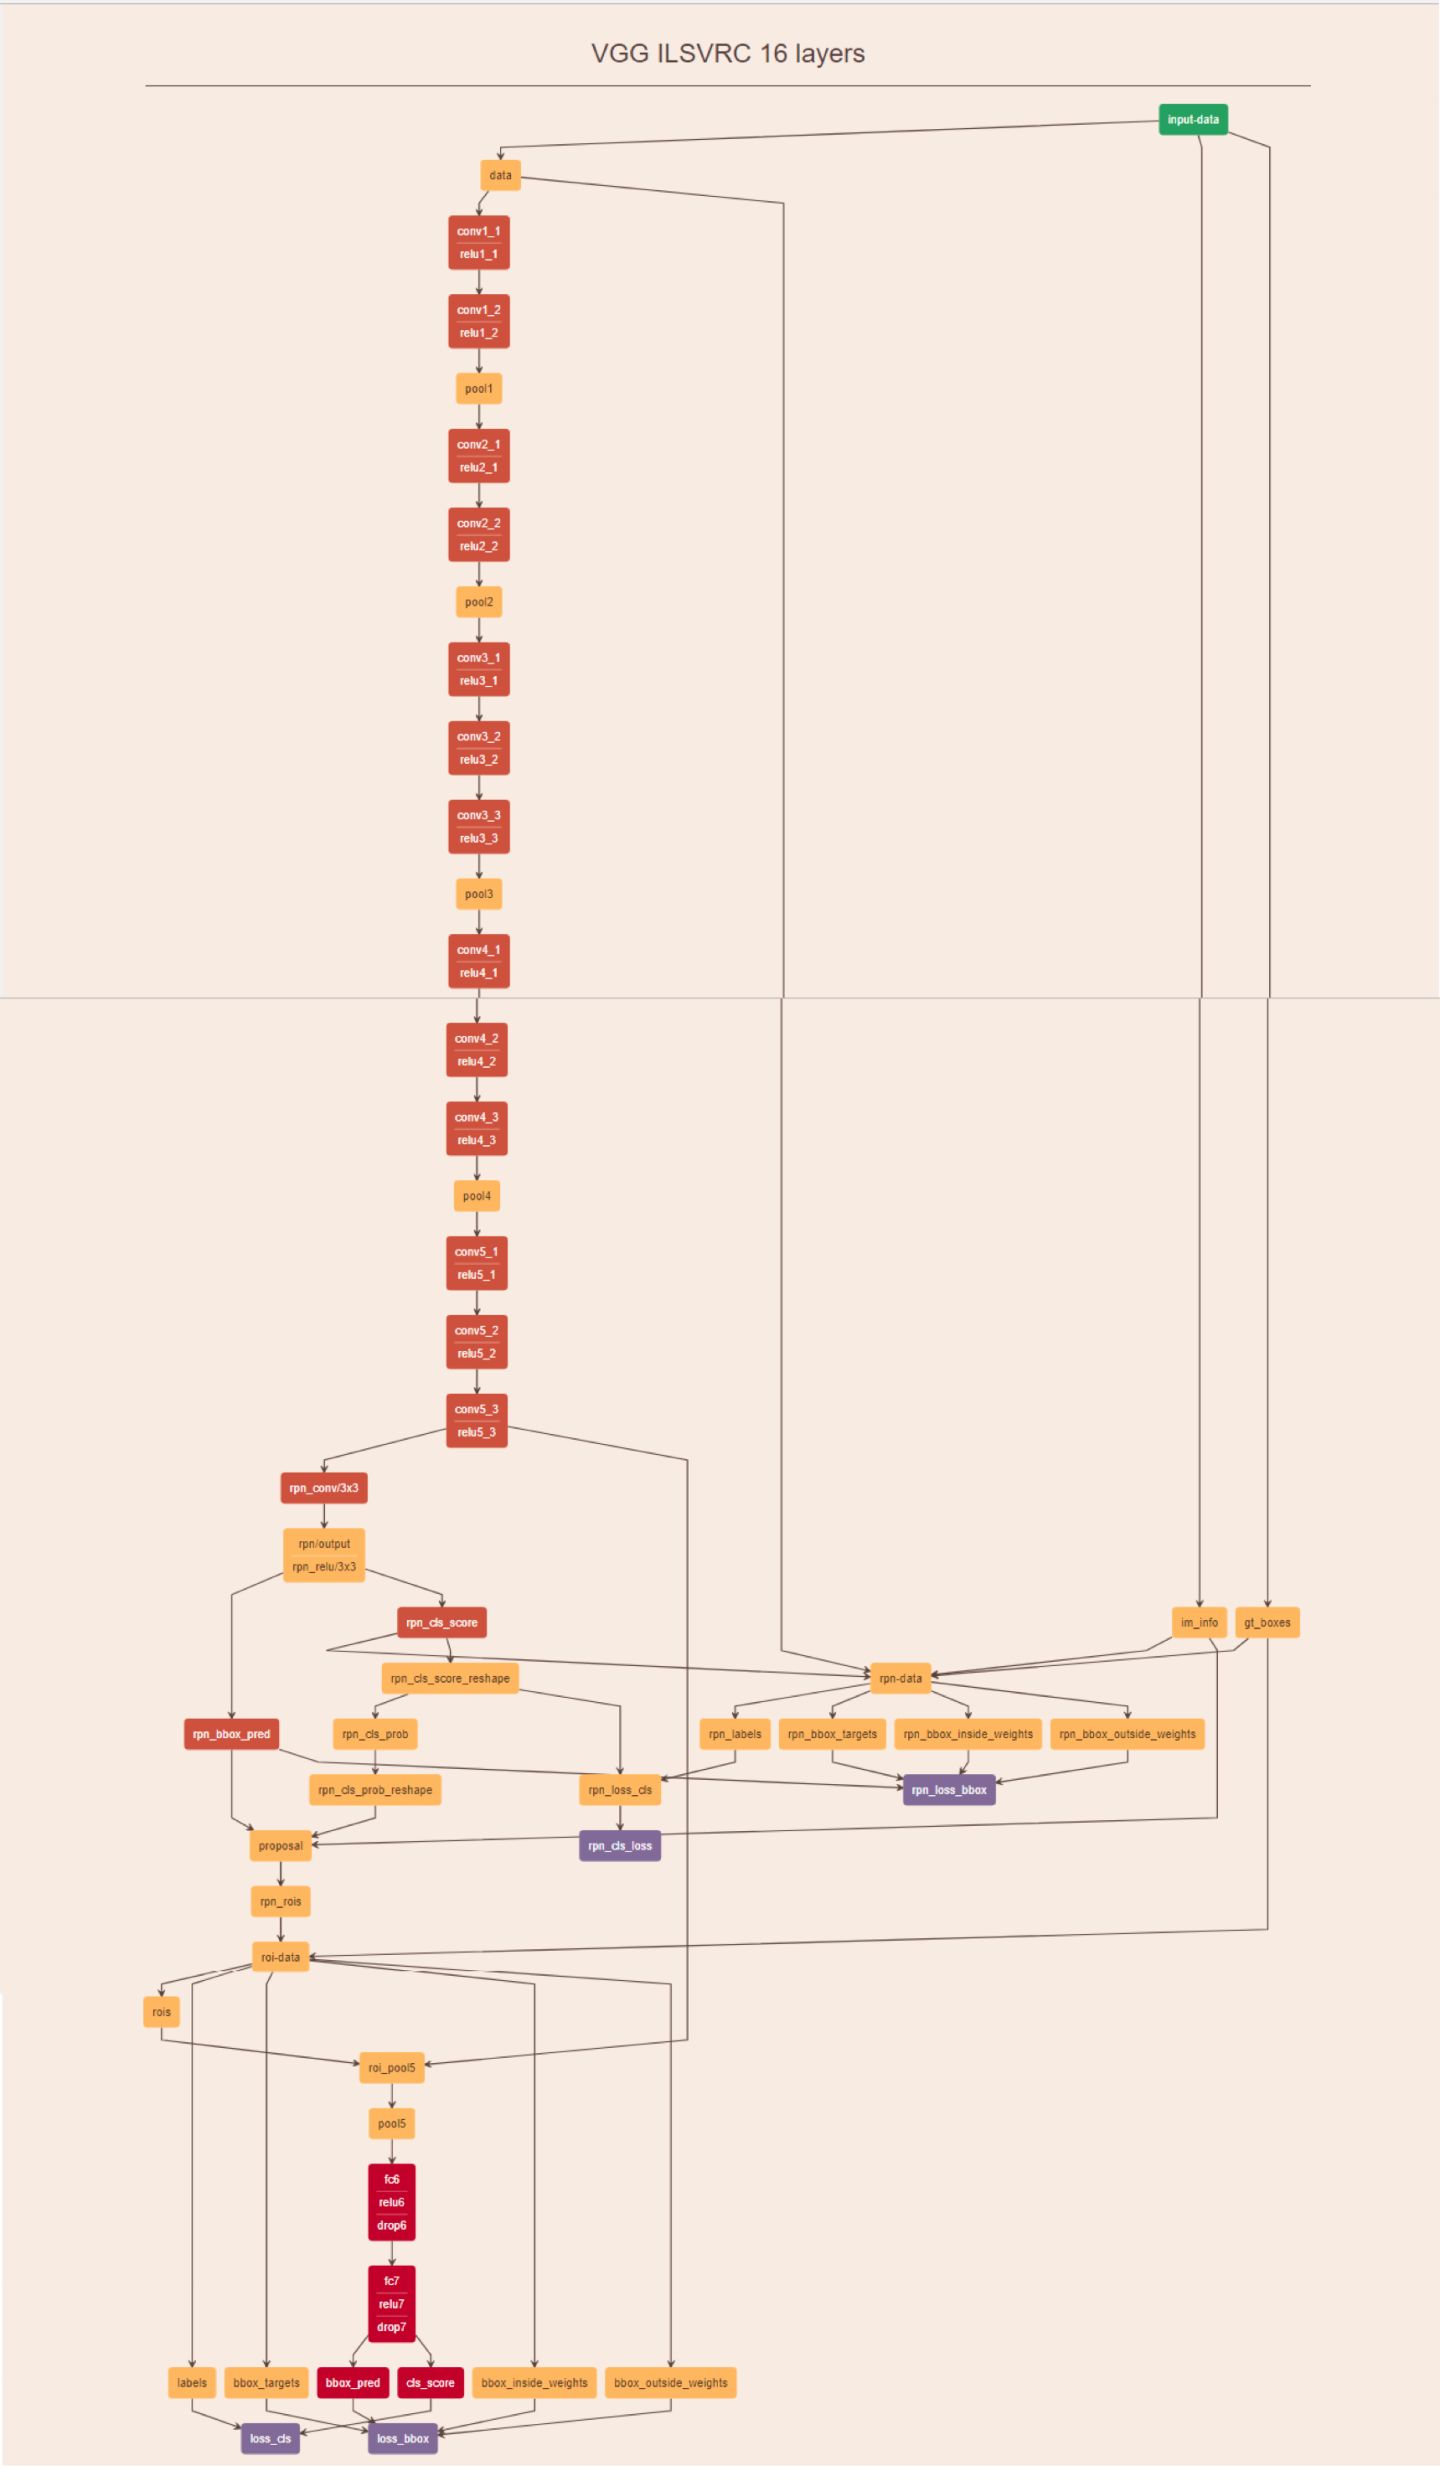 VGG ILSVRC 16 layers
input-data
data
conv1_1
relu1_1
conv1_2
relu1_2
pool1
conv2_1
relu2_1
conv2_2
relu2_2
pool2
conv3_1
relu3_1
conv3_2
relu3_2
conv3_3
relu3_3
pool3
conv4_1
relu4_1
conv4_2
relu4_2
conv4_3
relu4_3
pool4
conv5_1
relu5_1
conv5_2
relu5_2
conv5_3
relu5_3
rpn_conv/3x3
rpn/output
rpn_relu/3x3
rpn_cls_score
im_info
gt_boxes
rpn_cls_score_reshape
rpn-data
rpn_bbox_pred
rpn_cls_prob
rpn_labels
rpn_bbox_targets
rpn_bbox_inside_weights
rpn_bbox_outside_weights
rpn_cls_prob_reshape
rpn_loss_cls
rpn_loss_bbox
proposal
rpn_cls_loss
rpn_rois
roi-data
rois
roi_pool5
pool5
fc6
relu6
drop6
fc7
relu7
drop7
labels
bbox_targets
bbox_pred
cls_score
bbox_inside_weights
bbox_outside_weights
loss_cls
loss_bbox